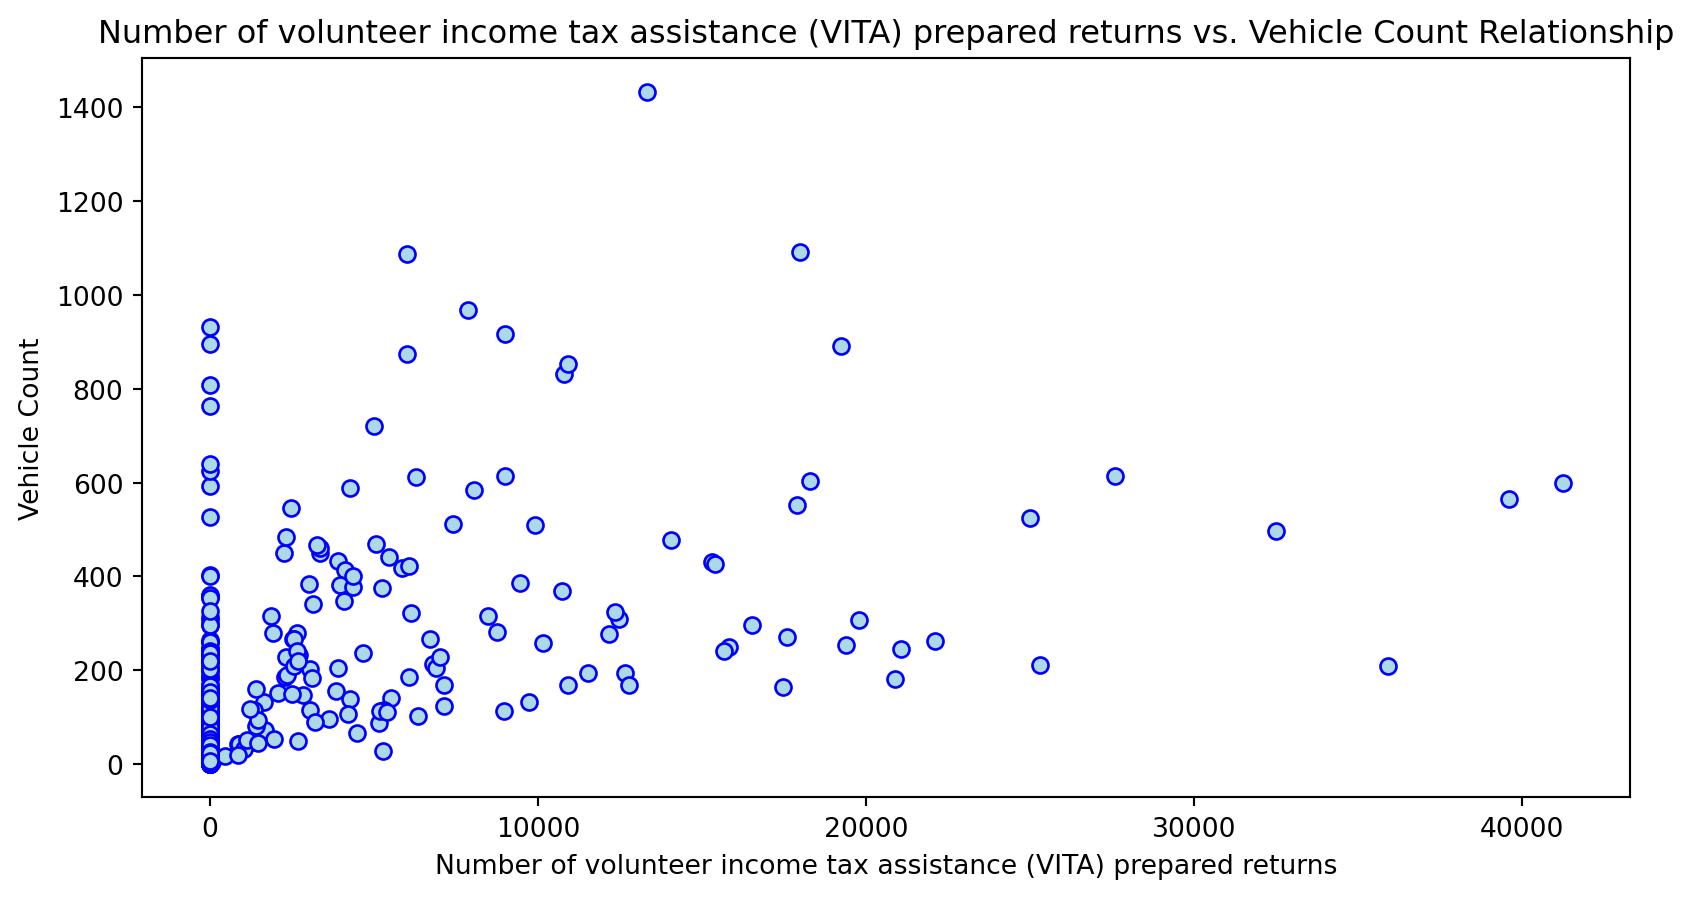 Number of volunteer income tax assistance (VITA) prepared returns vs. Vehicle Count Relationship
1400
1200
1000
800
600
400
200
0
Vehicle Count
0 10000 20000 30000 40000
Number of volunteer income tax assistance (VITA) prepared returns